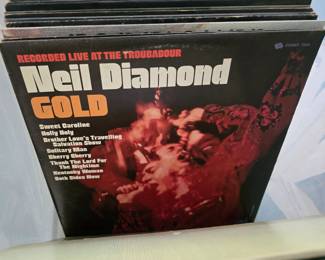 RECORDED LIVE AT THE TROUBADOUR
Neil Diamond
GOLD
Sweet Caroline
Holly Holy
Brother Love's Travelling
Salvation Show
Solitary Man
Cherry Cherry
Thank The Lord For
The Nighttime
Kentucky Woman
Both Sides Now